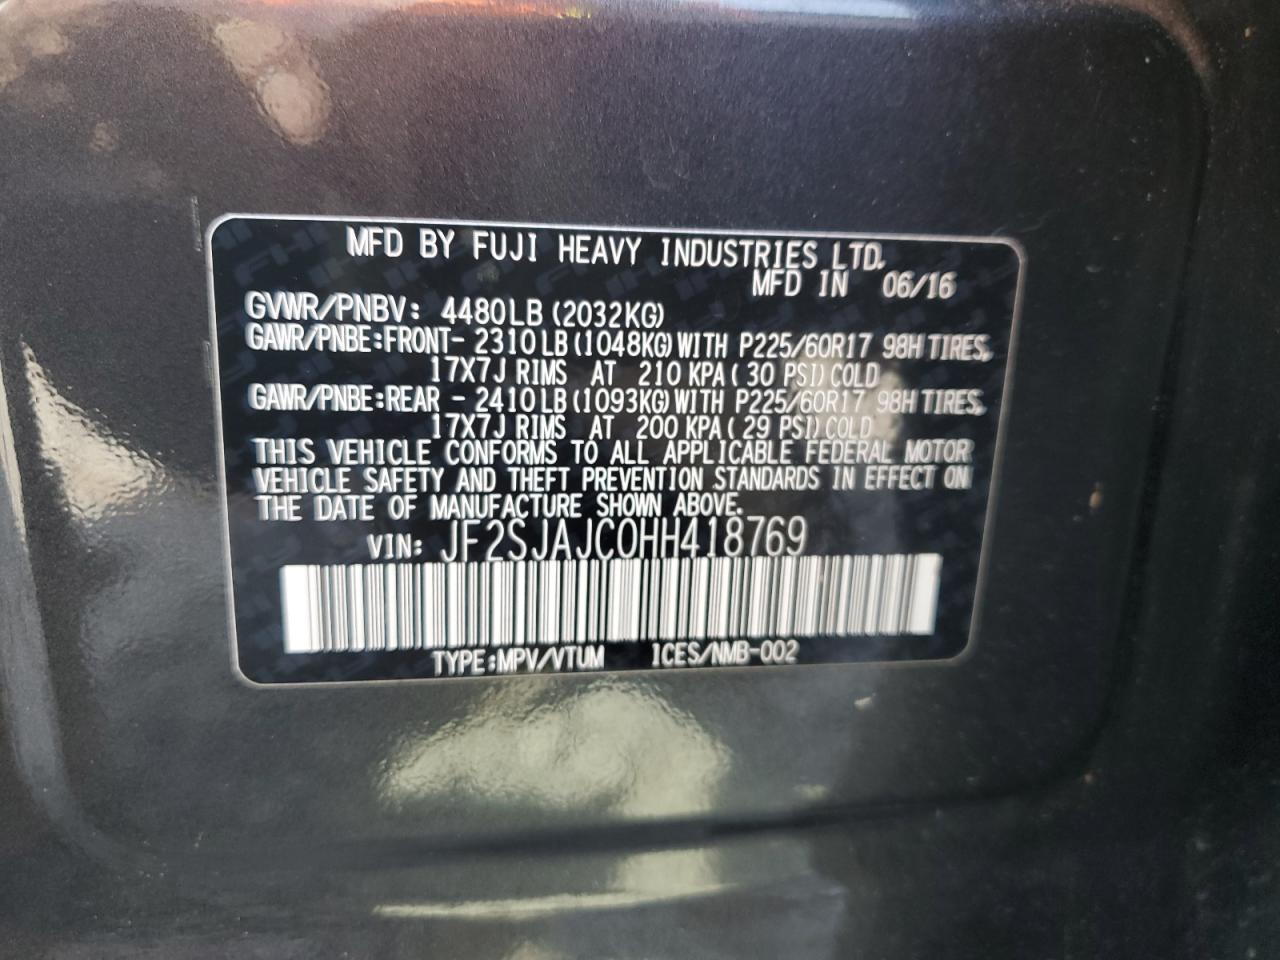 MFD BY FUJI HEAVY INDUSTRIES LTD.
MFD IN 06/16
GVWR/PNBV: 4480LB (2032KG)
GAWR/PNBE:FRONT- 2310LB (1048KG) WITH P225/60R17 98H TIRES,
17X7J RIMS AT 210 KPA (30 PSI) COLD
GAWR/PNBE:REAR - 2410LB (1093KG) WITH P225/60R17 98H TIRES,
17X7J RIMS AT 200 KPA (29 PSI) COLD
THIS VEHICLE CONFORMS TO ALL APPLICABLE FEDERAL MOTOR
VEHICLE SAFETY AND THEFT PREVENTION STANDARDS IN EFFECT ON
THE DATE OF MANUFACTURE SHOWN ABOVE.
VIN: JF2SJAJC0HH418769
TYPE:MPV/VTUM ICES/NMB-002